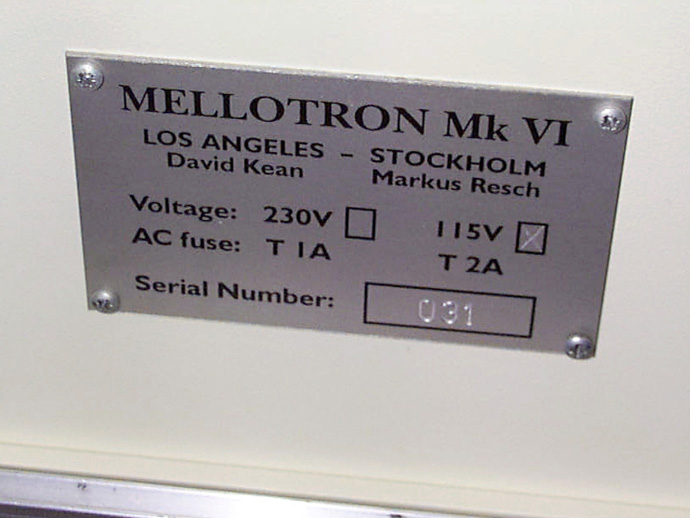 MELLOTRON Mk VI
LOS ANGELES – STOCKHOLM
David Kean Markus Resch
Voltage: 230V 115V
AC fuse: T 1A T 2A
Serial Number: 031